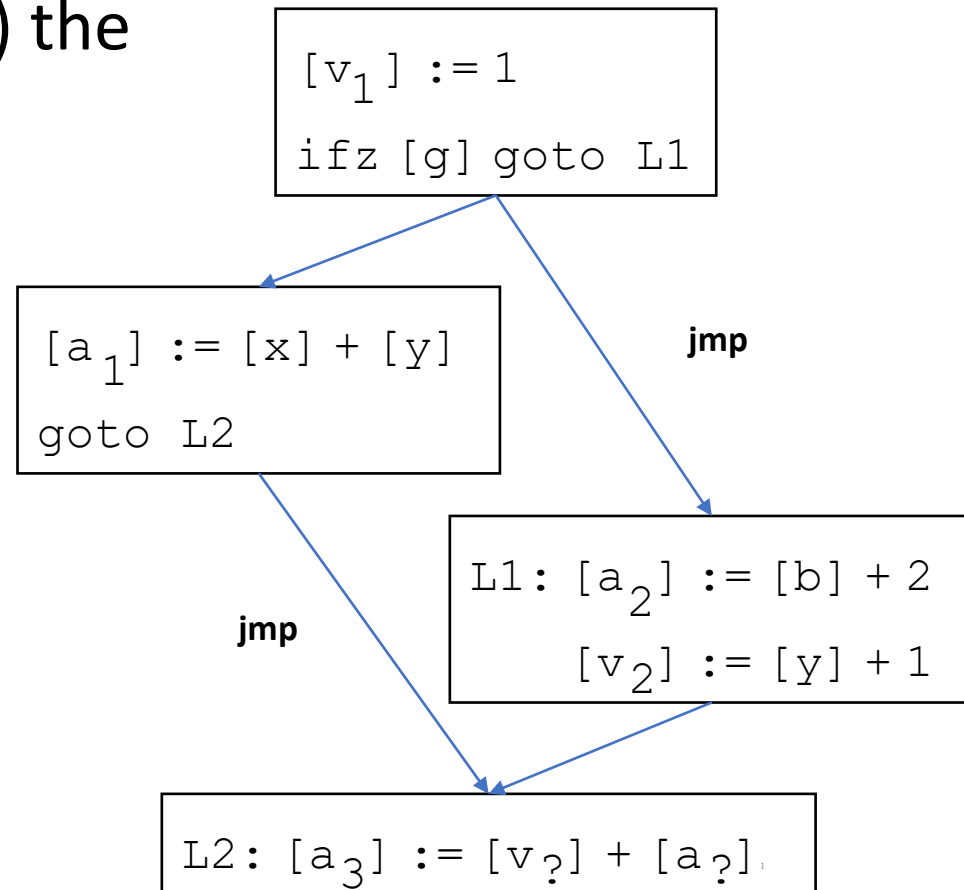 ) the
[v₁] := 1
ifz [g] goto L1
[a₁] := [x] + [y]
goto L2
jmp
L1: [a₂] := [b] + 2
[v₂] := [y] + 1
jmp
L2: [a₃] := [v?] + [a?]